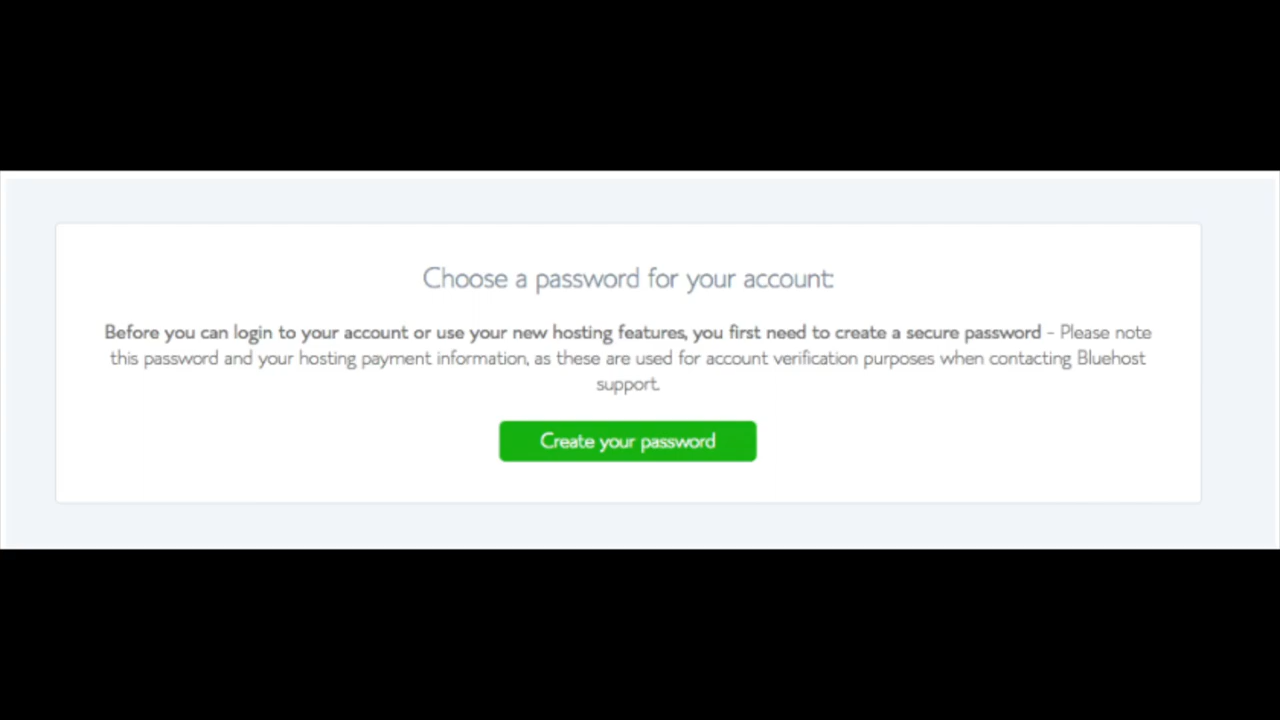 Choose a password for your account:
Before you can login to your account or use your new hosting features, you first need to create a secure password - Please note
this password and your hosting payment information, as these are used for account verification purposes when contacting Bluehost
support.
Create your password